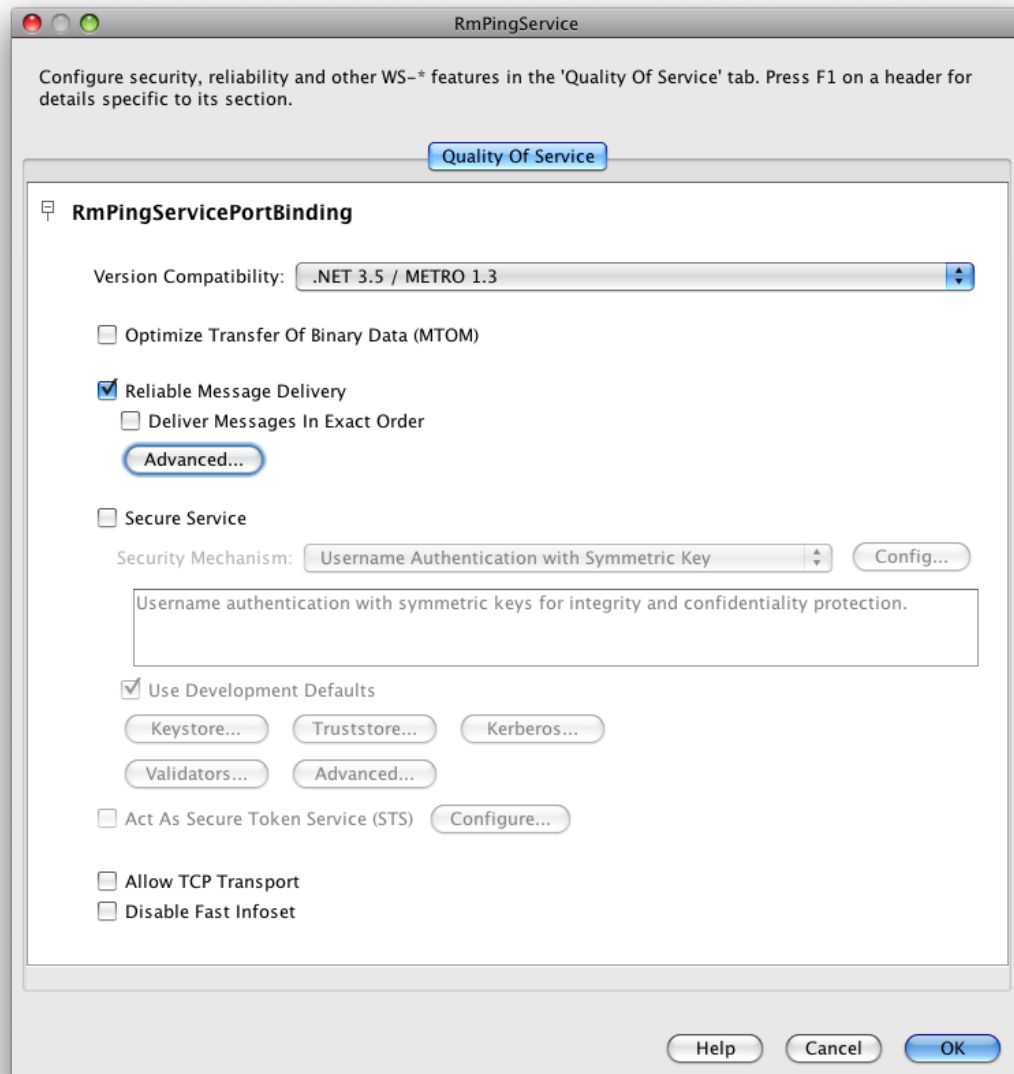 RmPingService
Configure security, reliability and other WS-* features in the 'Quality Of Service' tab. Press F1 on a header for
details specific to its section.
Quality Of Service
RmPingServicePortBinding
Version Compatibility: .NET 3.5 / METRO 1.3
Optimize Transfer Of Binary Data (MTOM)
Reliable Message Delivery
Deliver Messages In Exact Order
Advanced...
Secure Service
Security Mechanism: Username Authentication with Symmetric Key Config...
Username authentication with symmetric keys for integrity and confidentiality protection.
Use Development Defaults
Keystore... Truststore... Kerberos...
Validators... Advanced...
Act As Secure Token Service (STS) Configure...
Allow TCP Transport
Disable Fast Infoset
Help Cancel OK